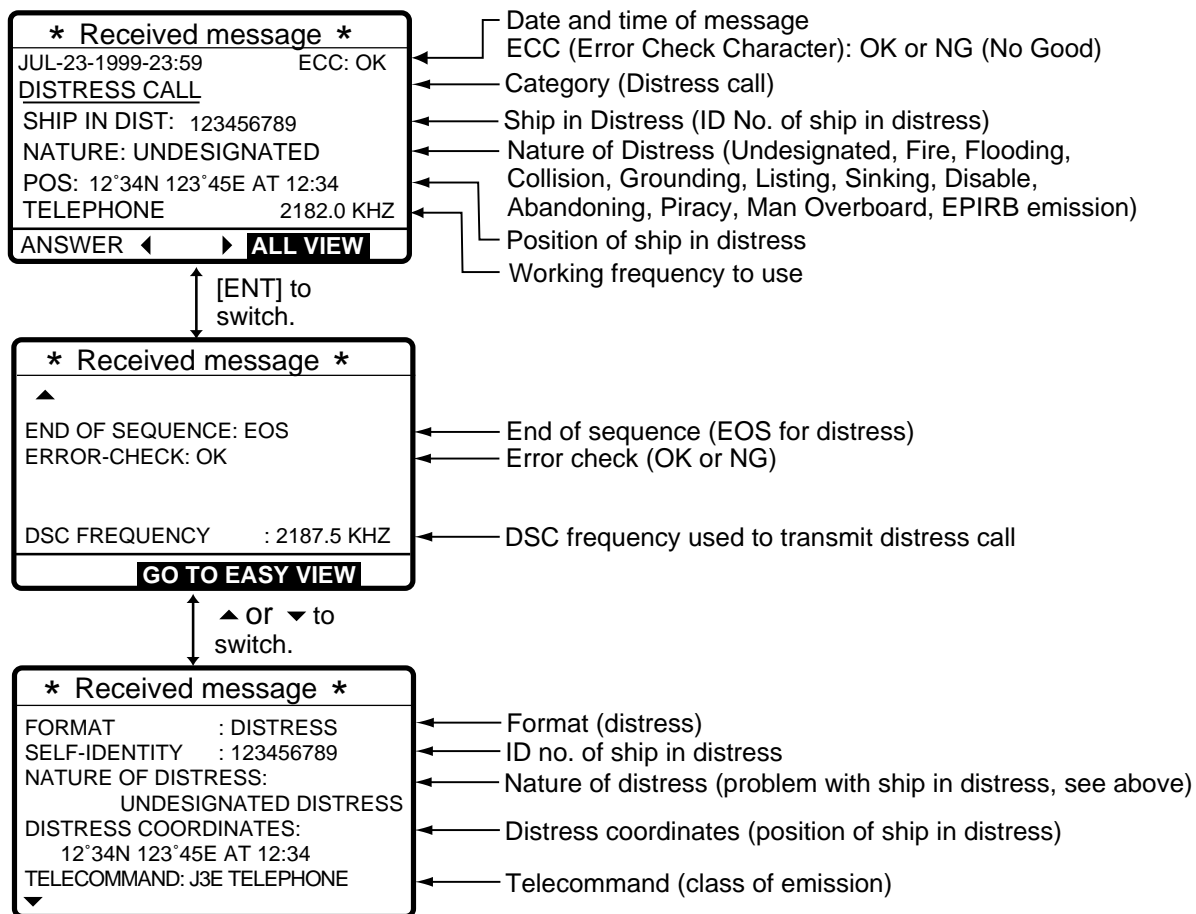 * Received message *
JUL-23-1999-23:59 ECC: OK
DISTRESS CALL
SHIP IN DIST: 123456789
NATURE: UNDESIGNATED
POS: 12˚34N 123˚45E AT 12:34
TELEPHONE 2182.0 KHZ
ANSWER ◀ ▶ ALL VIEW
Date and time of message
ECC (Error Check Character): OK or NG (No Good)
Category (Distress call)
Ship in Distress (ID No. of ship in distress)
Nature of Distress (Undesignated, Fire, Flooding,
Collision, Grounding, Listing, Sinking, Disable,
Abandoning, Piracy, Man Overboard, EPIRB emission)
Position of ship in distress
Working frequency to use
[ENT] to
switch.
* Received message *
▲
END OF SEQUENCE: EOS
ERROR-CHECK: OK
DSC FREQUENCY : 2187.5 KHZ
GO TO EASY VIEW
End of sequence (EOS for distress)
Error check (OK or NG)
DSC frequency used to transmit distress call
▲ or ▼ to
switch.
* Received message *
FORMAT : DISTRESS
SELF-IDENTITY : 123456789
NATURE OF DISTRESS:
UNDESIGNATED DISTRESS
DISTRESS COORDINATES:
12˚34N 123˚45E AT 12:34
TELECOMMAND: J3E TELEPHONE
▼
Format (distress)
ID no. of ship in distress
Nature of distress (problem with ship in distress, see above)
Distress coordinates (position of ship in distress)
Telecommand (class of emission)